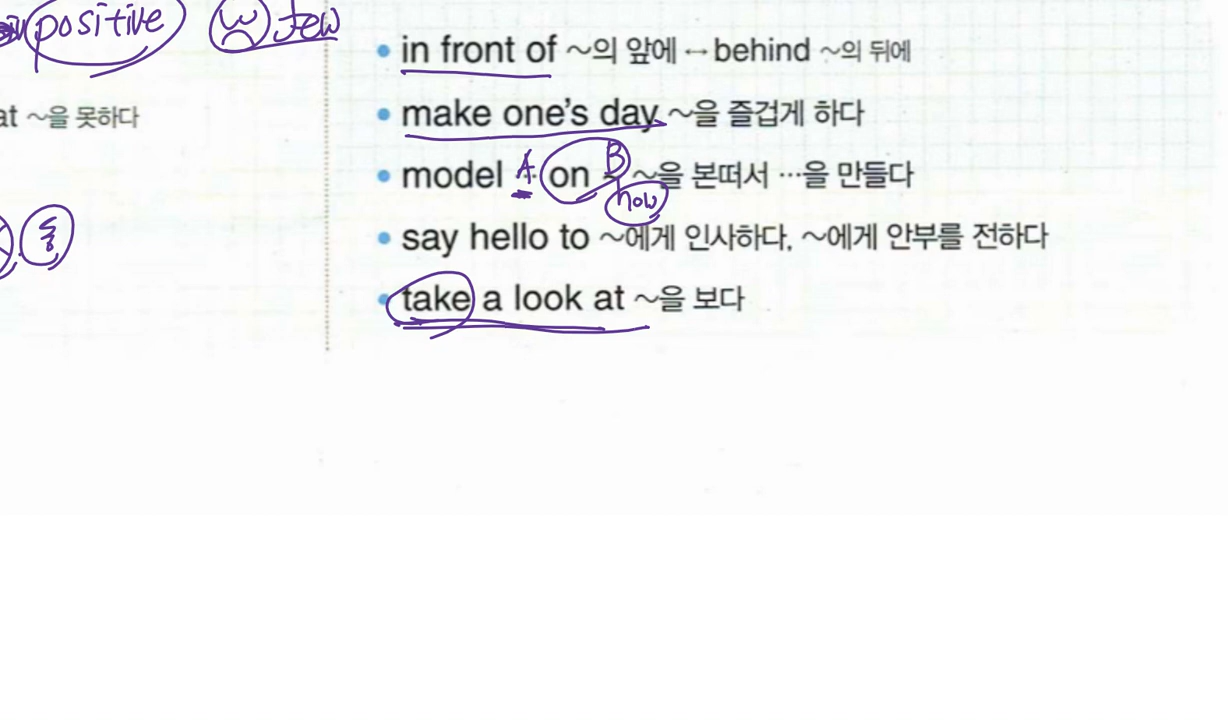 positive few
in front of ~의 앞에 ↔ behind ~의 뒤에
at ~을 못하다
make one's day ~을 즐겁게 하다
model A on B ~을 본떠서 …을 만들다
how
say hello to ~에게 인사하다, ~에게 안부를 전하다
take a look at ~을 보다